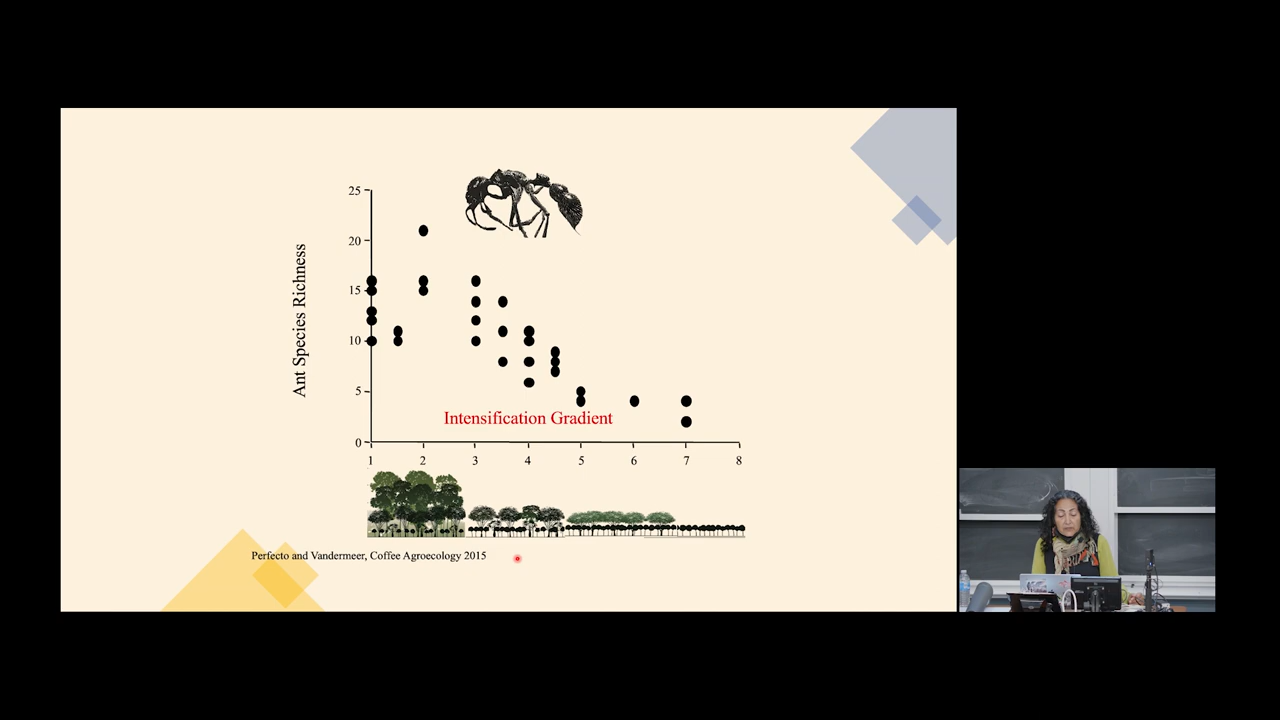 25
20
15
10
5
0
Ant Species Richness
Intensification Gradient
1 2 3 4 5 6 7 8
Perfecto and Vandermeer, Coffee Agroecology 2015